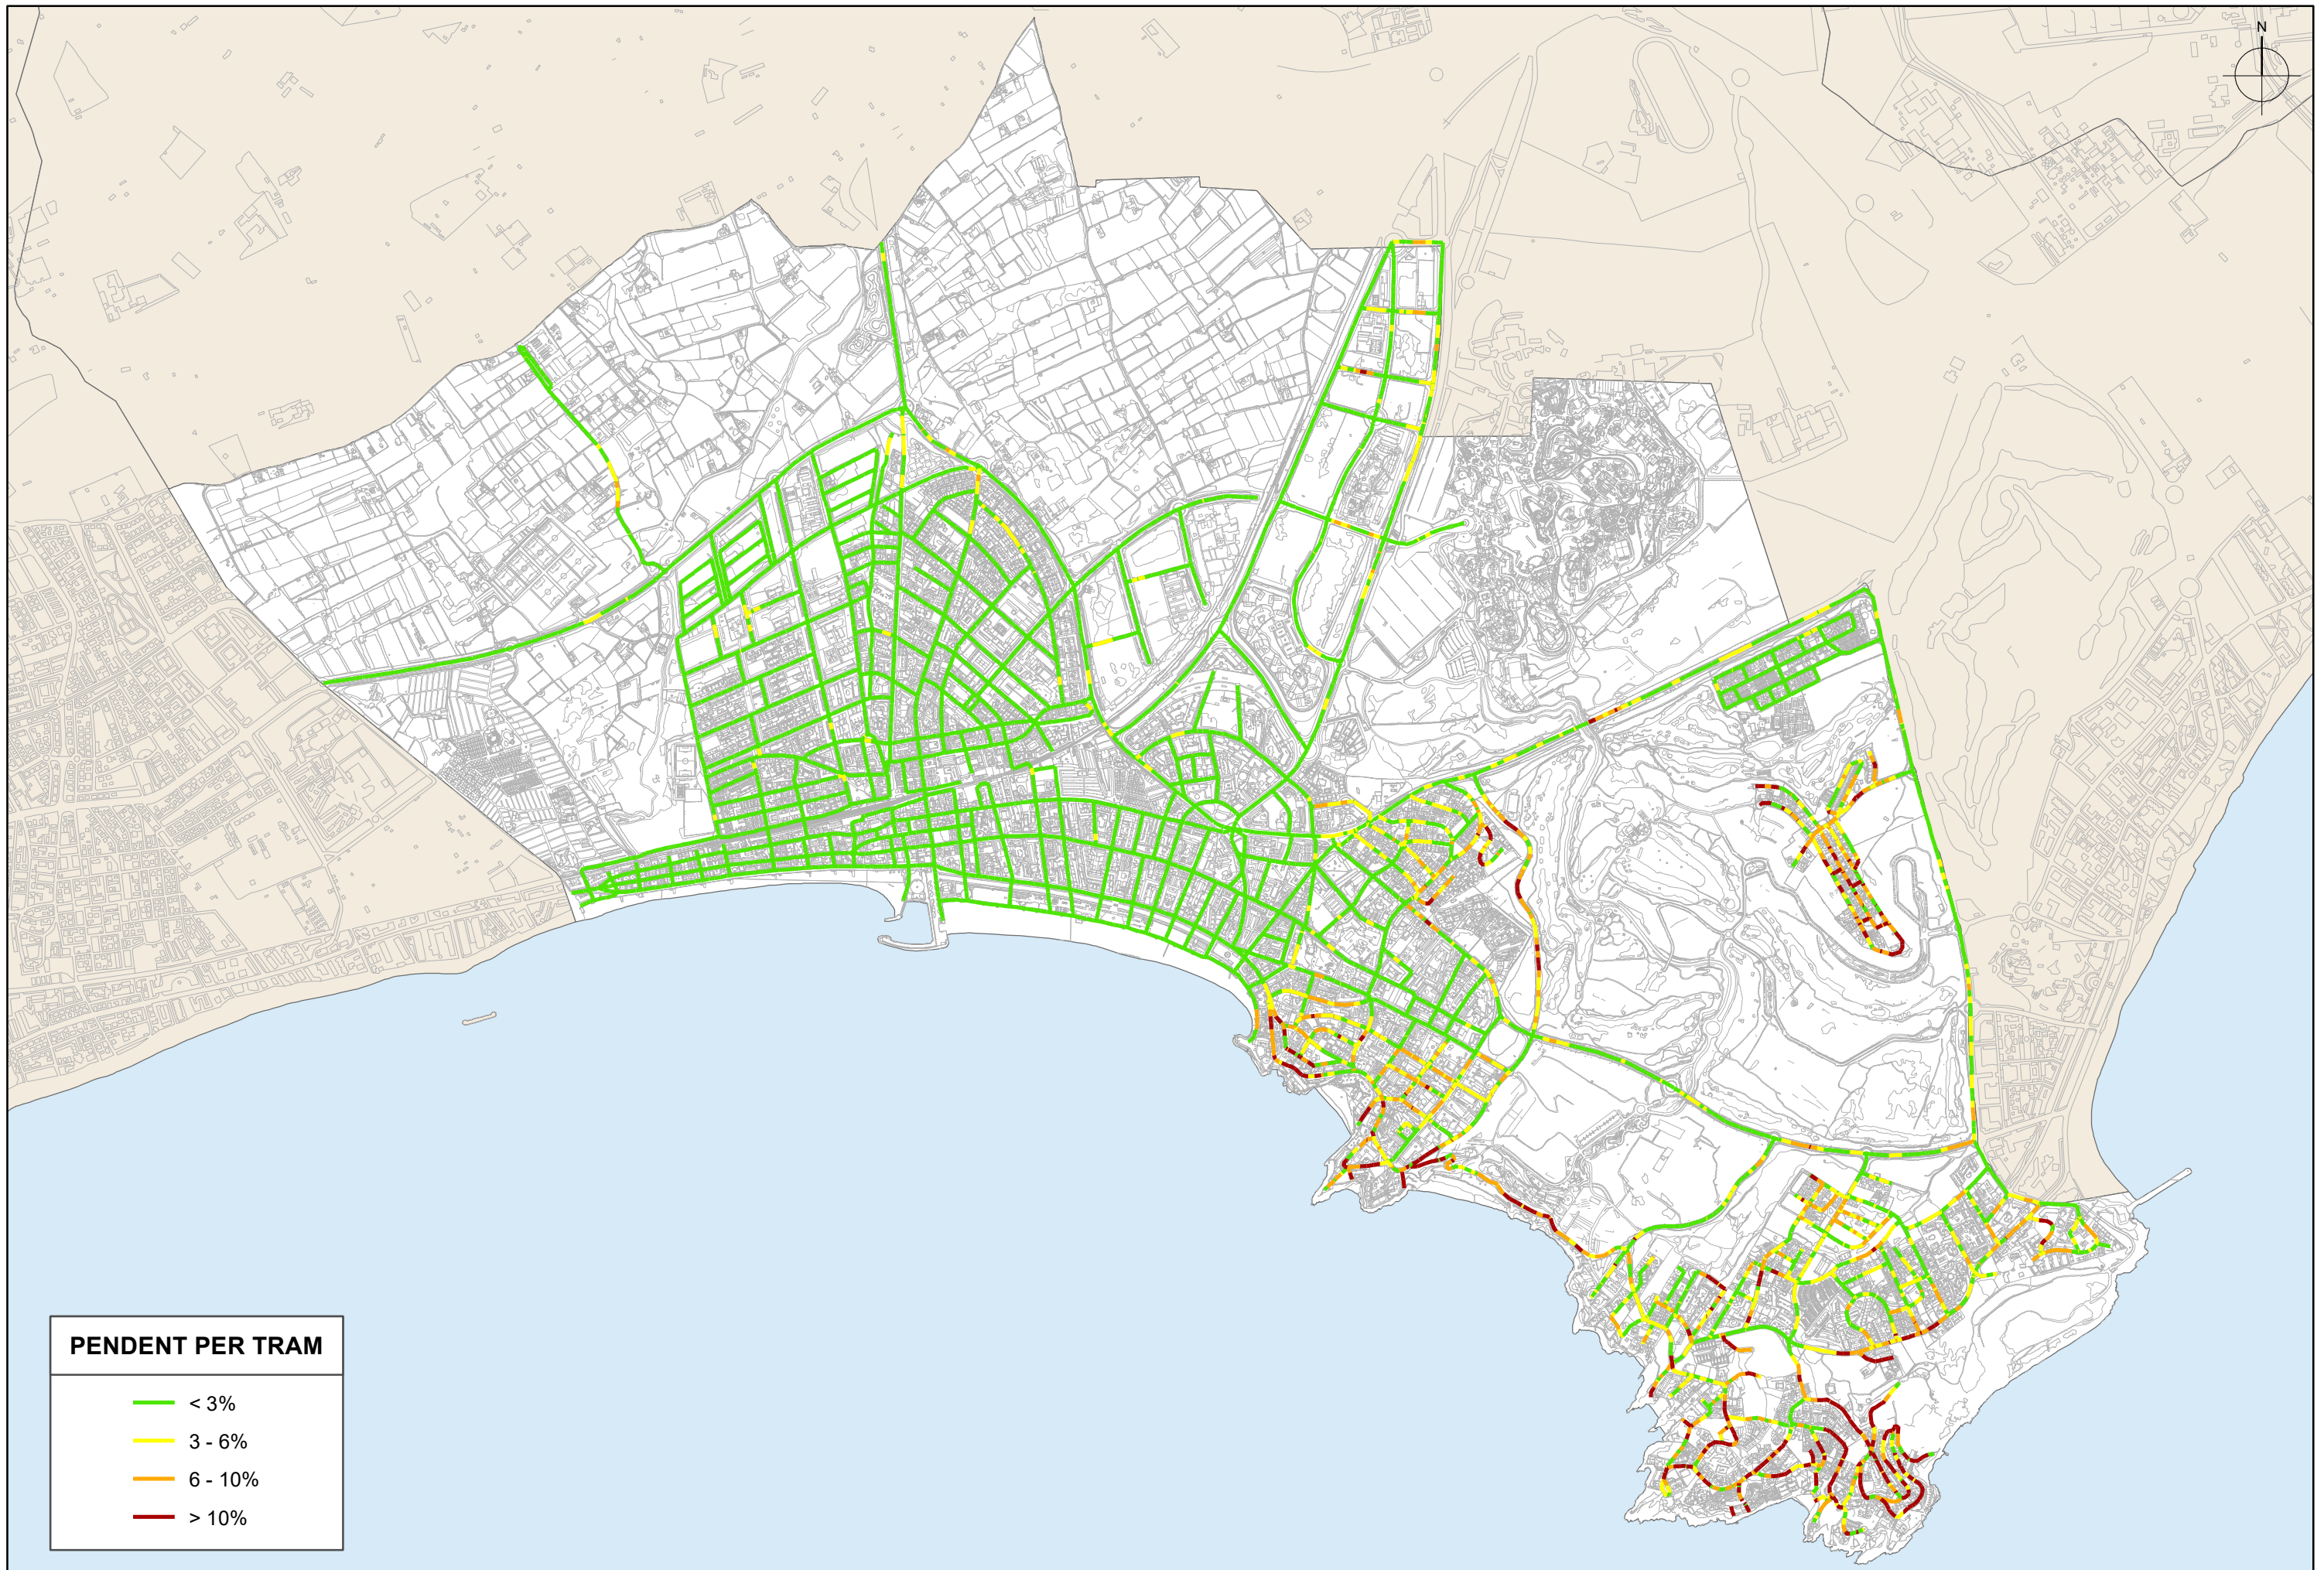 N
PENDENT PER TRAM
< 3%
3 - 6%
6 - 10%
> 10%